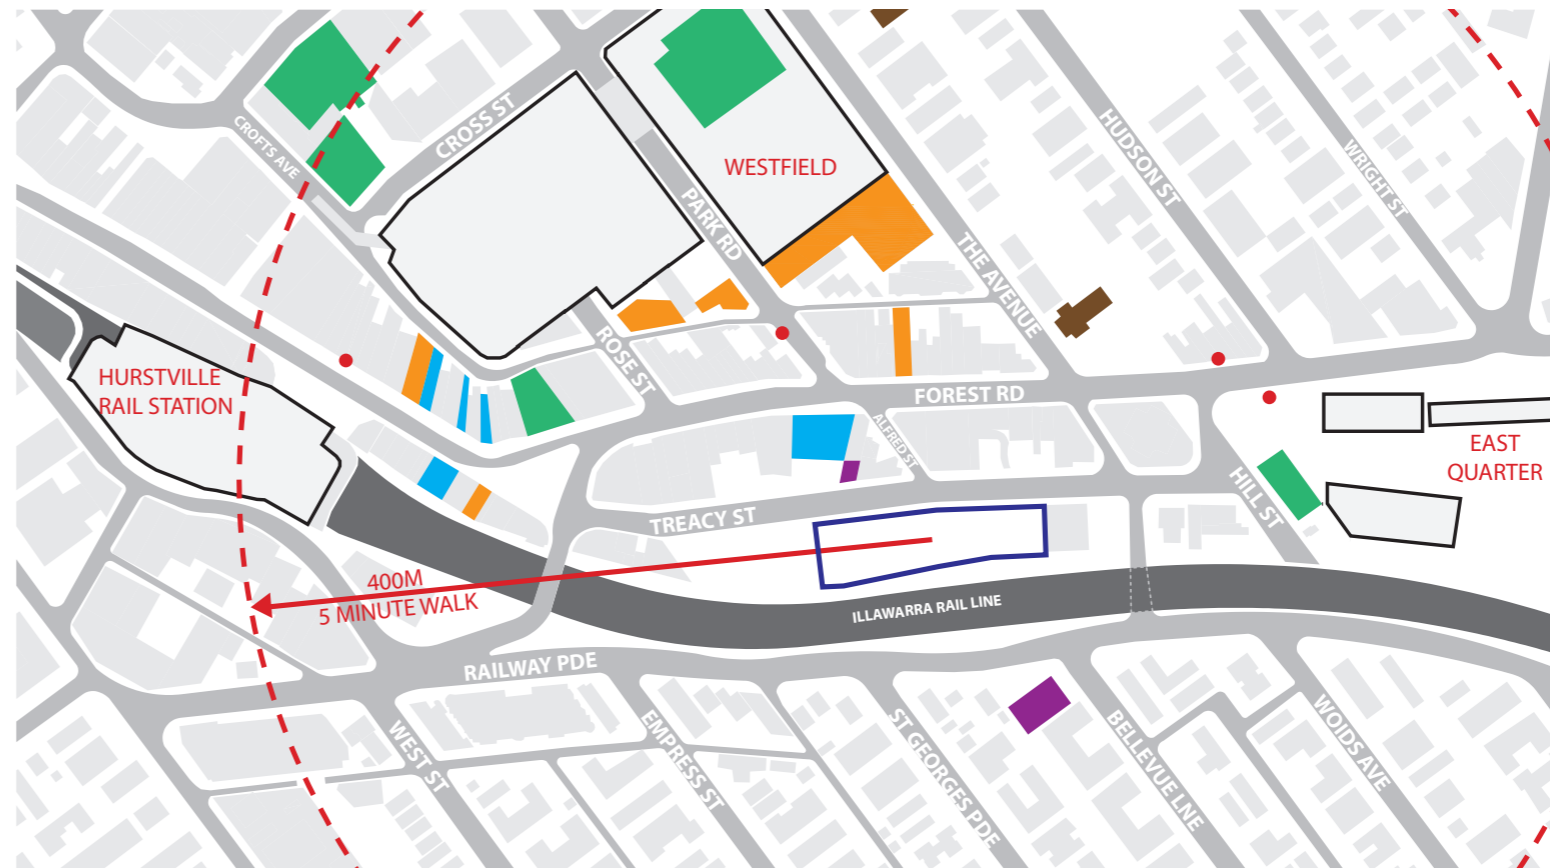 CROFTS AVE
CROSS ST
WESTFIELD
PARK RD
HUDSON ST
WRIGHT ST
THE AVENUE
HURSTVILLE
RAIL STATION
ROSE ST
FOREST RD
ALFRED ST
EAST
QUARTER
HILL ST
TREACY ST
400M
5 MINUTE WALK
ILLAWARRA RAIL LINE
RAILWAY PDE
WEST ST
EMPRESS ST
ST GEORGES PDE
BELLEVUE LNE
WOIDS AVE